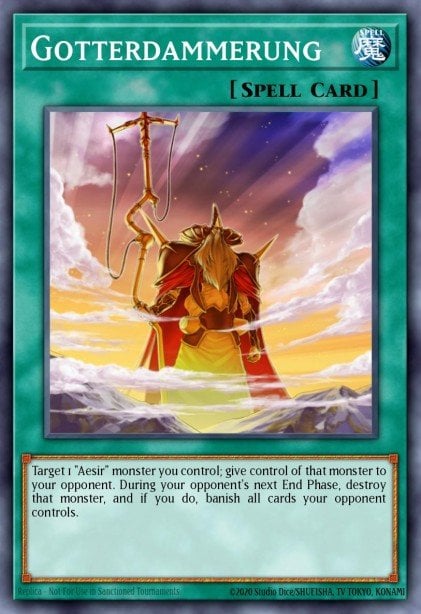 GOTTERDAMMERUNG
SPELL
魔
[ SPELL CARD ]
Target 1 "Aesir" monster you control; give control of that monster to
your opponent. During your opponent's next End Phase, destroy
that monster, and if you do, banish all cards your opponent
controls.
Replica - Not For Use in Sanctioned Tournaments
©2020 Studio Dice/SHUEISHA, TV TOKYO, KONAMI